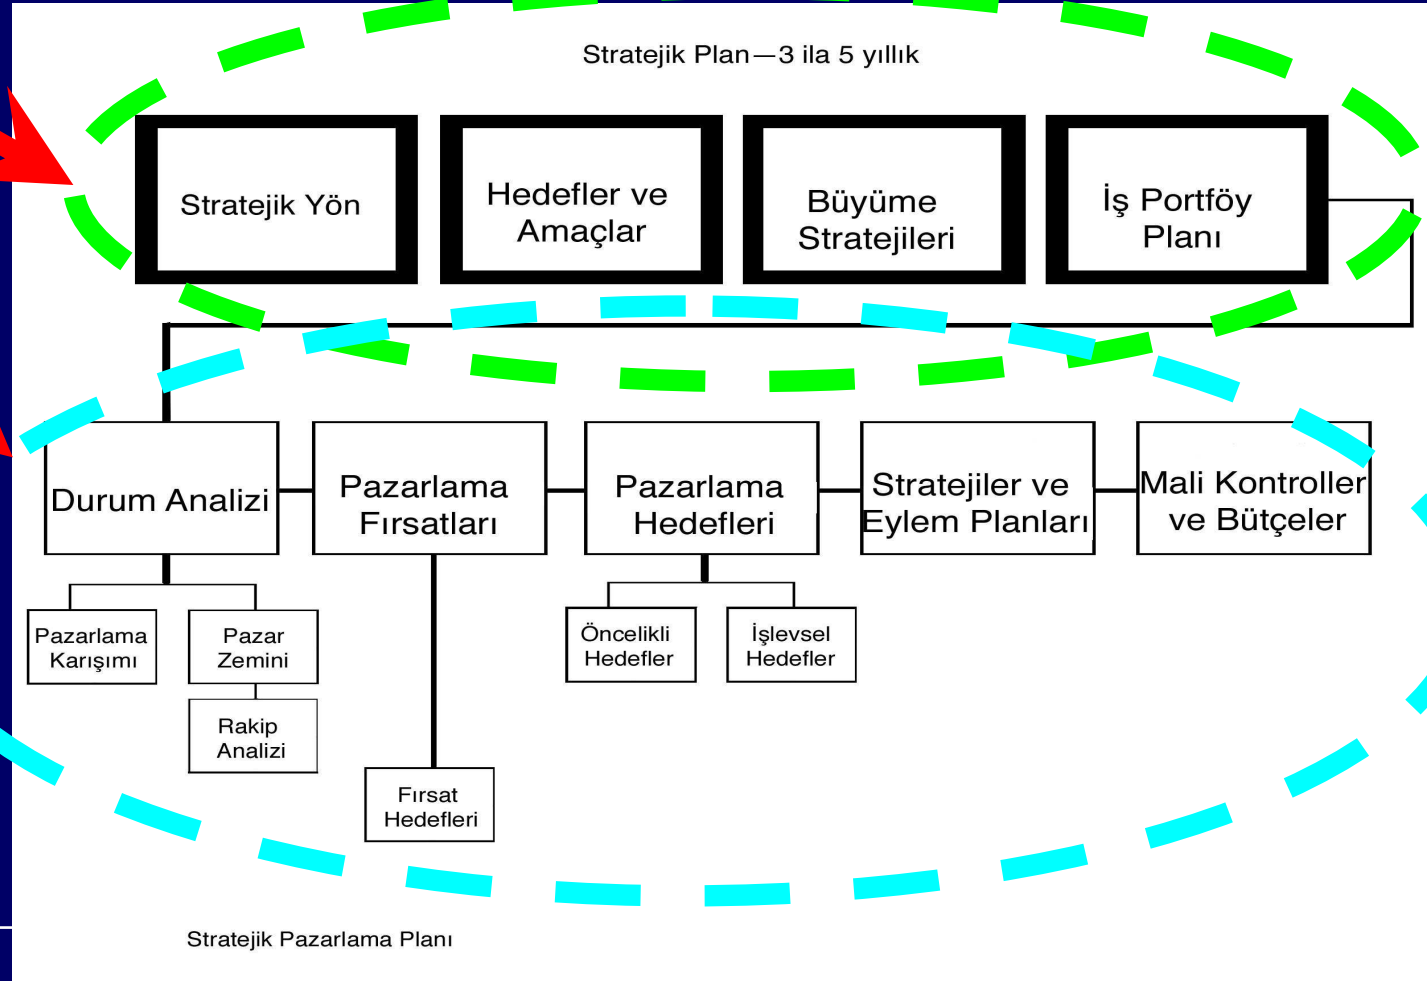 Stratejik Plan—3 ila 5 yıllık
Stratejik Yön
Hedefler ve
Amaçlar
Büyüme
Stratejileri
İş Portföy
Planı
Durum Analizi
Pazarlama
Fırsatları
Pazarlama
Hedefleri
Stratejiler ve
Eylem Planları
Mali Kontroller
ve Bütçeler
Pazarlama
Karışımı
Pazar
Zemini
Rakip
Analizi
Fırsat
Hedefleri
Öncelikli
Hedefler
İşlevsel
Hedefler
Stratejik Pazarlama Planı